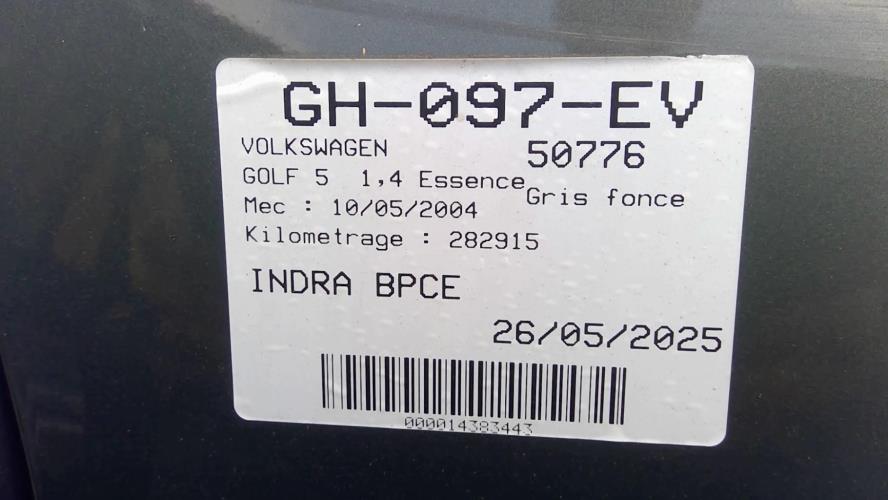 GH-097-EV
VOLKSWAGEN
50776
GOLF 5 1,4 Essence
Gris fonce
Mec : 10/05/2004
Kilometrage : 282915
INDRA BPCE
26/05/2025
000014383443